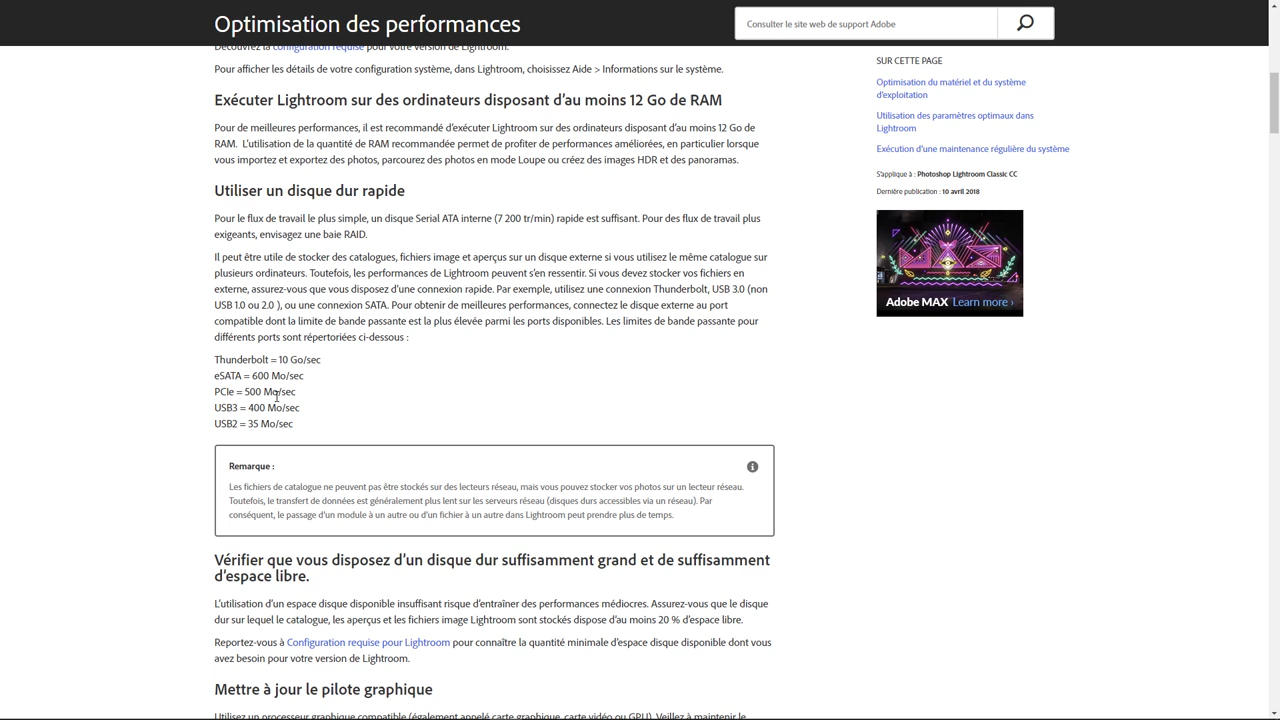 Optimisation des performances
Consulter le site web de support Adobe
Découvrez la configuration requise pour votre version de Lightroom.
Pour afficher les détails de votre configuration système, dans Lightroom, choisissez Aide > Informations sur le système.
Exécuter Lightroom sur des ordinateurs disposant d’au moins 12 Go de RAM
Pour de meilleures performances, il est recommandé d’exécuter Lightroom sur des ordinateurs disposant d’au moins 12 Go de
RAM.  L’utilisation de la quantité de RAM recommandée permet de profiter de performances améliorées, en particulier lorsque
vous importez et exportez des photos, parcourez des photos en mode Loupe ou créez des images HDR et des panoramas.
Utiliser un disque dur rapide
Pour le flux de travail le plus simple, un disque Serial ATA interne (7 200 tr/min) rapide est suffisant. Pour des flux de travail plus
exigeants, envisagez une baie RAID.
Il peut être utile de stocker des catalogues, fichiers image et aperçus sur un disque externe si vous utilisez le même catalogue sur
plusieurs ordinateurs. Toutefois, les performances de Lightroom peuvent s’en ressentir. Si vous devez stocker vos fichiers en
externe, assurez-vous que vous disposez d’une connexion rapide. Par exemple, utilisez une connexion Thunderbolt, USB 3.0 (non
USB 1.0 ou 2.0 ), ou une connexion SATA. Pour obtenir de meilleures performances, connectez le disque externe au port
compatible dont la limite de bande passante est la plus élevée parmi les ports disponibles. Les limites de bande passante pour
différents ports sont répertoriées ci-dessous :
Thunderbolt = 10 Go/sec
eSATA = 600 Mo/sec
PCIe = 500 Mo/sec
USB3 = 400 Mo/sec
USB2 = 35 Mo/sec
Remarque :
Les fichiers de catalogue ne peuvent pas être stockés sur des lecteurs réseau, mais vous pouvez stocker vos photos sur un lecteur réseau.
Toutefois, le transfert de données est généralement plus lent sur les serveurs réseau (disques durs accessibles via un réseau). Par
conséquent, le passage d’un module à un autre ou d’un fichier à un autre dans Lightroom peut prendre plus de temps.
Vérifier que vous disposez d’un disque dur suffisamment grand et de suffisamment
d’espace libre.
L’utilisation d’un espace disque disponible insuffisant risque d’entraîner des performances médiocres. Assurez-vous que le disque
dur sur lequel le catalogue, les aperçus et les fichiers image Lightroom sont stockés dispose d’au moins 20 % d’espace libre.
Reportez-vous à Configuration requise pour Lightroom pour connaître la quantité minimale d’espace disque disponible dont vous
avez besoin pour votre version de Lightroom.
Mettre à jour le pilote graphique
Utilisez un processeur graphique compatible (également appelé carte graphique, carte vidéo ou GPU). Veillez à maintenir le
SUR CETTE PAGE
Optimisation du matériel et du système
d’exploitation
Utilisation des paramètres optimaux dans
Lightroom
Exécution d’une maintenance régulière du système
S’applique à : Photoshop Lightroom Classic CC
Dernière publication : 10 avril 2018
Adobe MAX Learn more ›